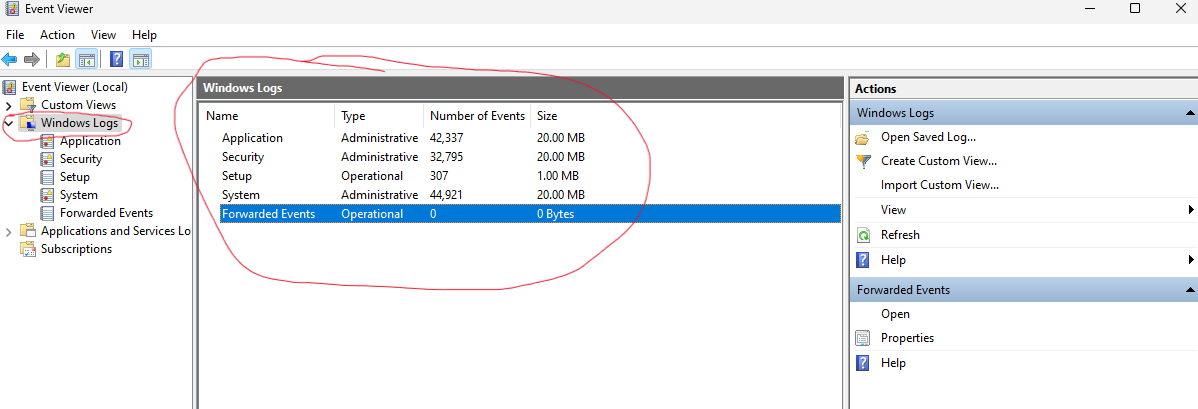 Event Viewer
File Action View Help
Event Viewer (Local)
Custom Views
Windows Logs
Application
Security
Setup
System
Forwarded Events
Applications and Services Lo
Subscriptions
Windows Logs
Name Type Number of Events Size
Application Administrative 42,337 20.00 MB
Security Administrative 32,795 20.00 MB
Setup Operational 307 1.00 MB
System Administrative 44,921 20.00 MB
Forwarded Events Operational 0 0 Bytes
Actions
Windows Logs
Open Saved Log...
Create Custom View...
Import Custom View...
View
Refresh
Help
Forwarded Events
Open
Properties
Help